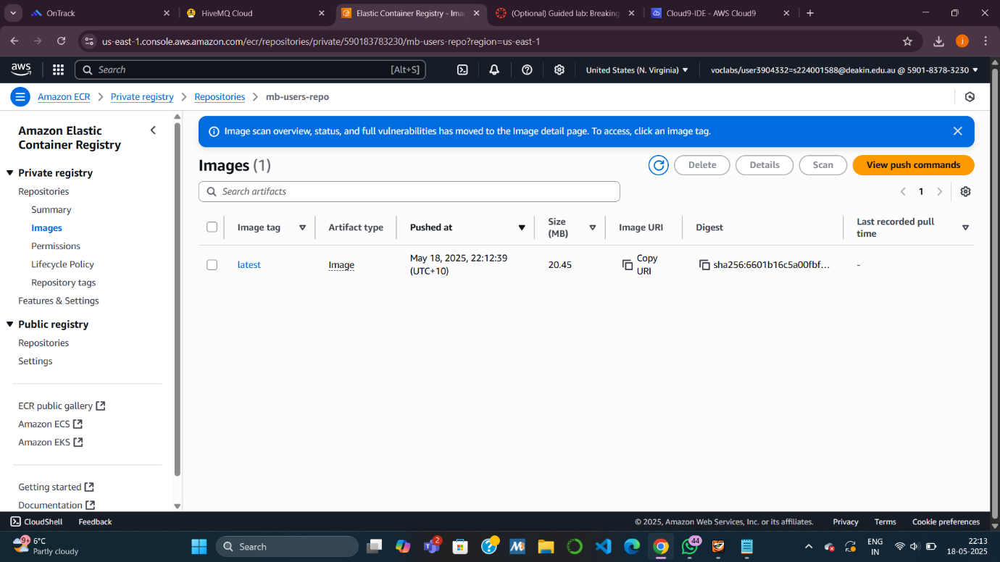 OnTrack
HiveMQ Cloud
Elastic Container Registry - Ima
(Optional) Guided lab: Breaking
Cloud9-IDE - AWS Cloud9
us-east-1.console.aws.amazon.com/ecr/repositories/private/590183783230/mb-users-repo?region=us-east-1
j
aws
Search
[Alt+S]
United States (N. Virginia)
voclabs/user3904332=s224001588@deakin.edu.au @ 5901-8378-3230
Amazon ECR
Private registry
Repositories
mb-users-repo
Amazon Elastic
Container Registry
Private registry
Repositories
Summary
Images
Permissions
Lifecycle Policy
Repository tags
Features & Settings
Public registry
Repositories
Settings
ECR public gallery
Amazon ECS
Amazon EKS
Getting started
Documentation
Image scan overview, status, and full vulnerabilities has moved to the Image detail page. To access, click an image tag.
Images (1)
Delete
Details
Scan
View push commands
Search artifacts
1
Image tag
Artifact type
Pushed at
Size
(MB)
Image URI
Digest
Last recorded pull
time
latest
Image
May 18, 2025, 22:12:39
(UTC+10)
20.45
Copy
URI
sha256:6601b16c5a00fbf...
-
CloudShell
Feedback
© 2025, Amazon Web Services, Inc. or its affiliates.
Privacy
Terms
Cookie preferences
9+
6°C
Partly cloudy
Search
2
44
ENG
IN
22:13
18-05-2025